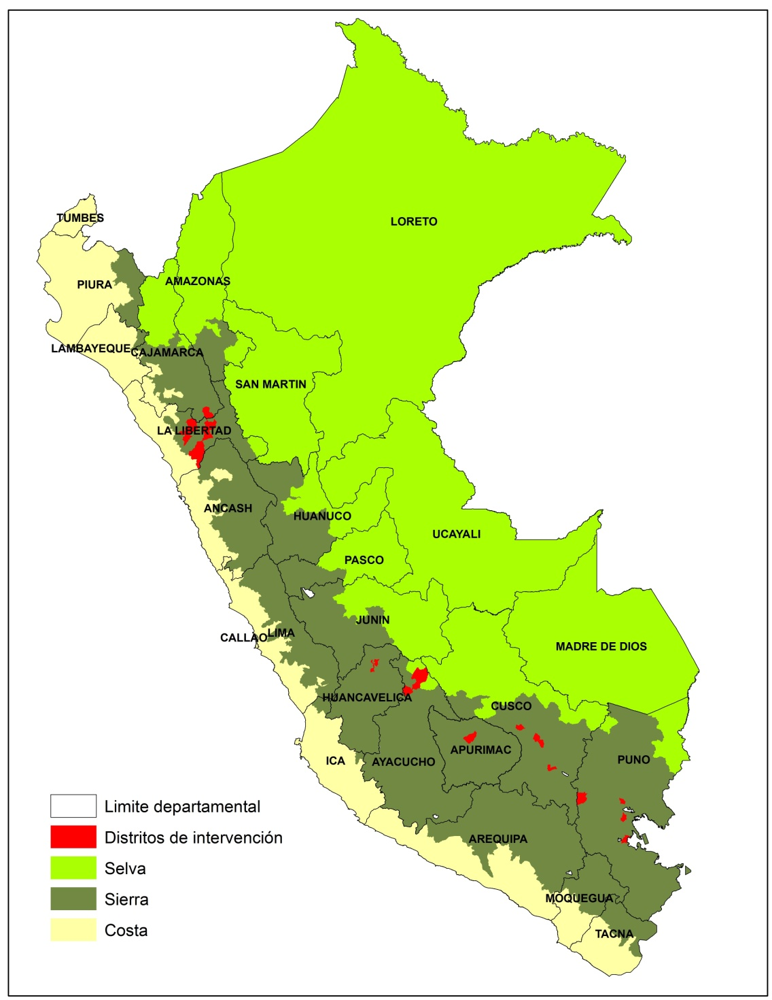 LORETO
TUMBES
AMAZONAS
PIURA
LAMBAYEQUE
CAJAMARCA
SAN MARTIN
LA LIBERTAD
ANCASH
HUANUCO
UCAYALI
PASCO
JUNIN
CALLAO
LIMA
MADRE DE DIOS
HUANCAVELICA
CUSCO
APURIMAC
ICA
AYACUCHO
PUNO
AREQUIPA
MOQUEGUA
TACNA
Limite departamental
Distritos de intervención
Selva
Sierra
Costa